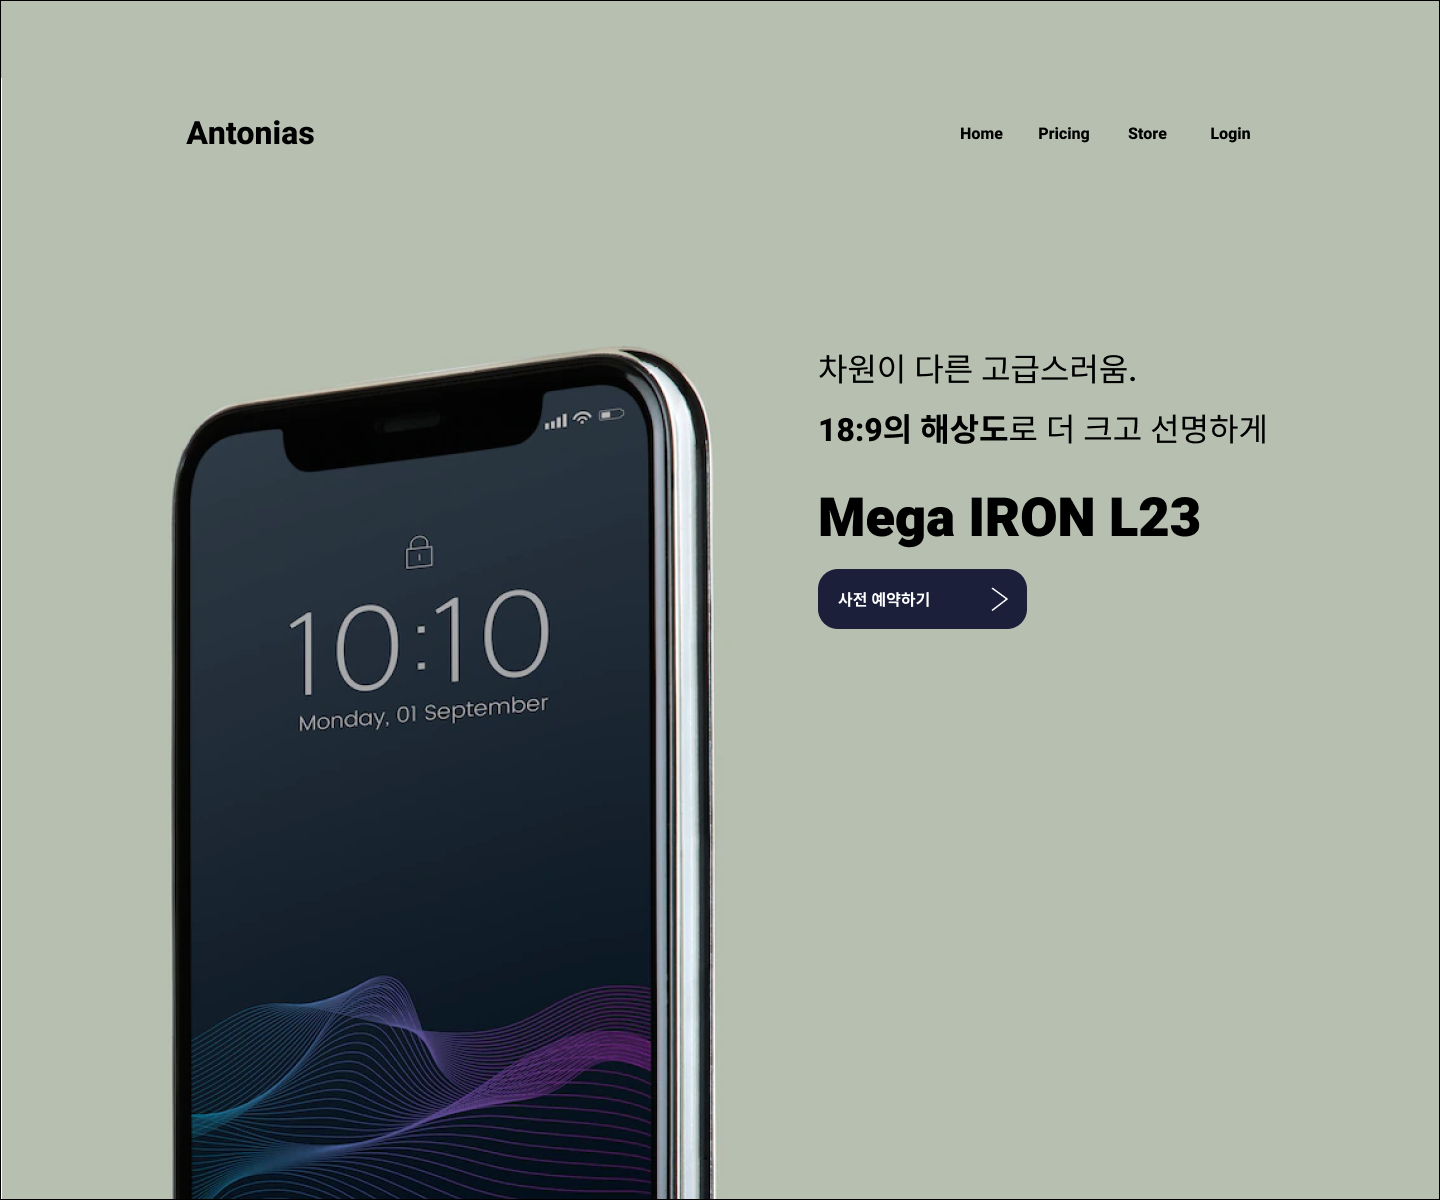 Antonias
Home Pricing Store Login
차원이 다른 고급스러움.
18:9의 해상도로 더 크고 선명하게
Mega IRON L23
사전 예약하기
10:10
Monday, 01 September